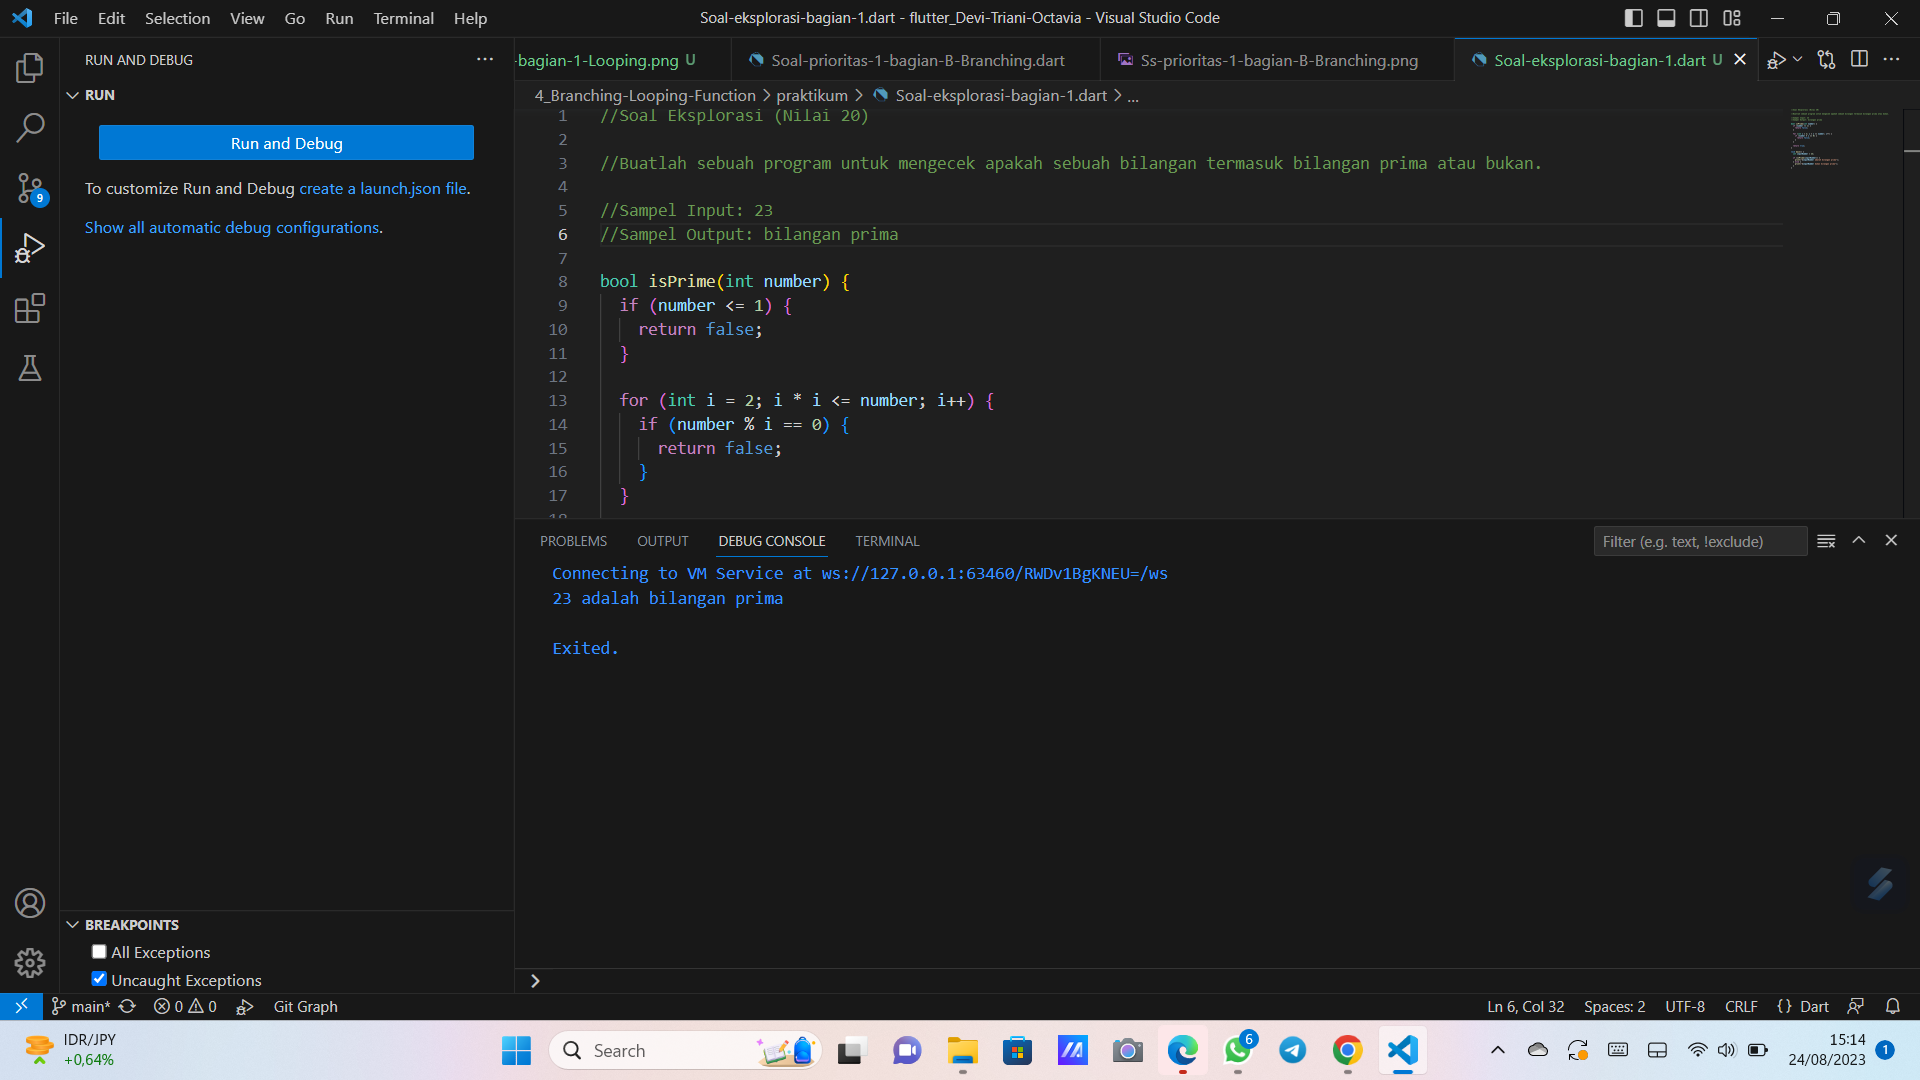 File Edit Selection View Go Run Terminal Help
Soal-eksplorasi-bagian-1.dart - flutter_Devi-Triani-Octavia - Visual Studio Code
RUN AND DEBUG
-bagian-1-Looping.png U
Soal-prioritas-1-bagian-B-Branching.dart
Ss-prioritas-1-bagian-B-Branching.png
Soal-eksplorasi-bagian-1.dart U
RUN
4_Branching-Looping-Function > praktikum > Soal-eksplorasi-bagian-1.dart > ...
Run and Debug
To customize Run and Debug create a launch.json file.
Show all automatic debug configurations.
9
1 //Soal Eksplorasi (Nilai 20)
2
3 //Buatlah sebuah program untuk mengecek apakah sebuah bilangan termasuk bilangan prima atau bukan.
4
5 //Sampel Input: 23
6 //Sampel Output: bilangan prima
7
8 bool isPrime(int number) {
9 if (number <= 1) {
10 return false;
11 }
12
13 for (int i = 2; i * i <= number; i++) {
14 if (number % i == 0) {
15 return false;
16 }
17 }
18
PROBLEMS OUTPUT DEBUG CONSOLE TERMINAL
Filter (e.g. text, !exclude)
Connecting to VM Service at ws://127.0.0.1:63460/RWDv1BgKNEU=/ws
23 adalah bilangan prima
Exited.
BREAKPOINTS
All Exceptions
Uncaught Exceptions
main* 0 0 Git Graph
Ln 6, Col 32 Spaces: 2 UTF-8 CRLF {} Dart
IDR/JPY
+0,64%
Search
6
15:14
24/08/2023
1